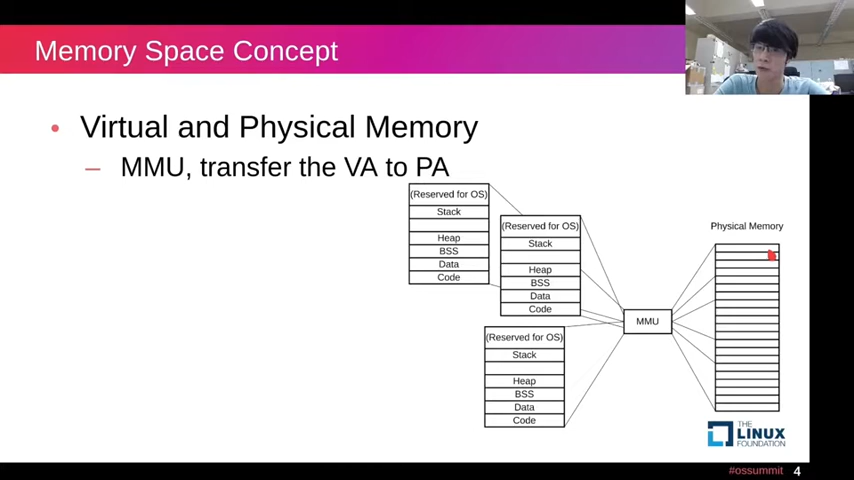 Memory Space Concept
• Virtual and Physical Memory
– MMU, transfer the VA to PA
(Reserved for OS)
Stack
Heap
BSS
Data
Code
(Reserved for OS)
Stack
Heap
BSS
Data
Code
(Reserved for OS)
Stack
Heap
BSS
Data
Code
MMU
Physical Memory
THE
LINUX
FOUNDATION
#ossummit 4